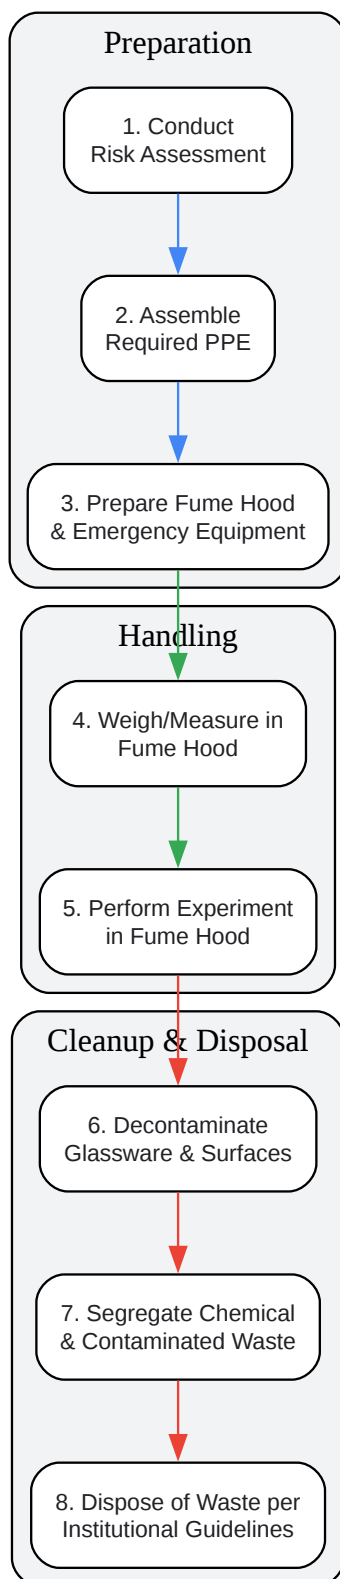 Preparation
1. Conduct
Risk Assessment
2. Assemble
Required PPE
3. Prepare Fume Hood
& Emergency Equipment
Handling
4. Weigh/Measure in
Fume Hood
5. Perform Experiment
in Fume Hood
Cleanup & Disposal
6. Decontaminate
Glassware & Surfaces
7. Segregate Chemical
& Contaminated Waste
8. Dispose of Waste per
Institutional Guidelines